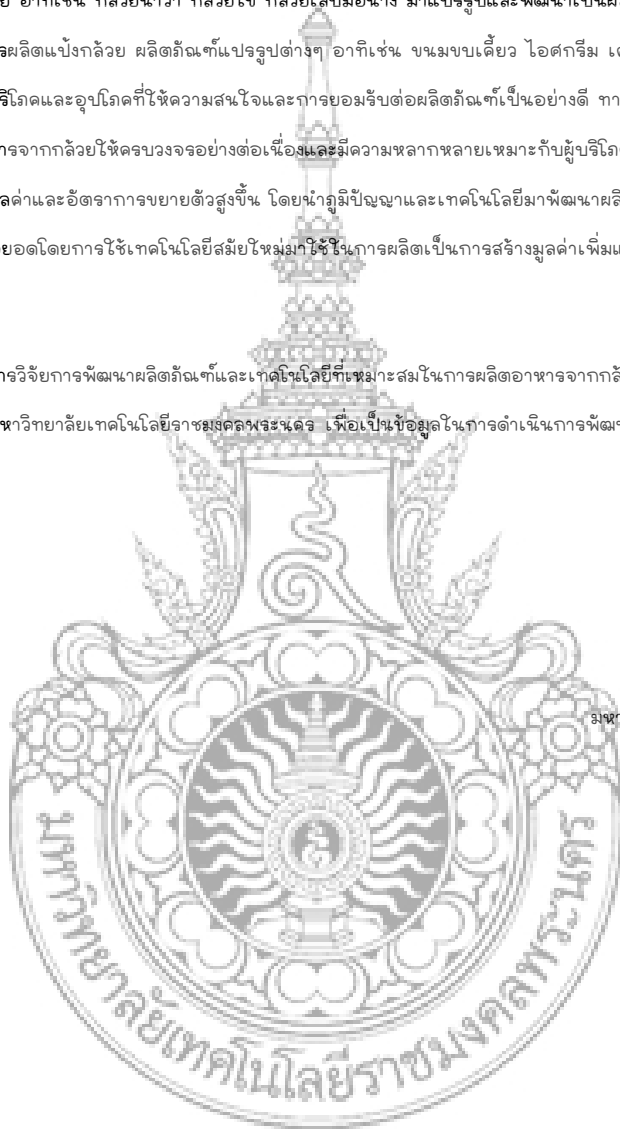 อาทิเช่น กล้วยน้ำว้า กล้วยไข่ กล้วยเล็บมือนาง มาแปรรูปและพัฒนาเป็น
รผลิตแป้งกล้วย ผลิตภัณฑ์แปรรูปต่างๆ อาทิเช่น ขนมขบเคี้ยว ไอศกรีม
ริโภคและอุปโภคที่ให้ความสนใจและการยอมรับต่อผลิตภัณฑ์เป็นอย่างดี ทา
ารจากกล้วยให้ครบวงจรอย่างต่อเนื่องและมีความหลากหลายเหมาะกับผู้บริโภ
ลค่าและอัตราการขยายตัวสูงขึ้น โดยนำภูมิปัญญาและเทคโนโลยีมาพัฒนาผลิ
ยอดโดยการใช้เทคโนโลยีสมัยใหม่มาใช้ในการผลิตเป็นการสร้างมูลค่าเพิ่มแ
ารวิจัยการพัฒนาผลิตภัณฑ์และเทคโนโลยีที่เหมาะสมในการผลิตอาหารจากกล้
หาวิทยาลัยเทคโนโลยีราชมงคลพระนคร เพื่อเป็นข้อมูลในการดำเนินการพัฒ
มหา
มหาวิทยาลัยเทคโนโลยีราชมงคลพระนคร